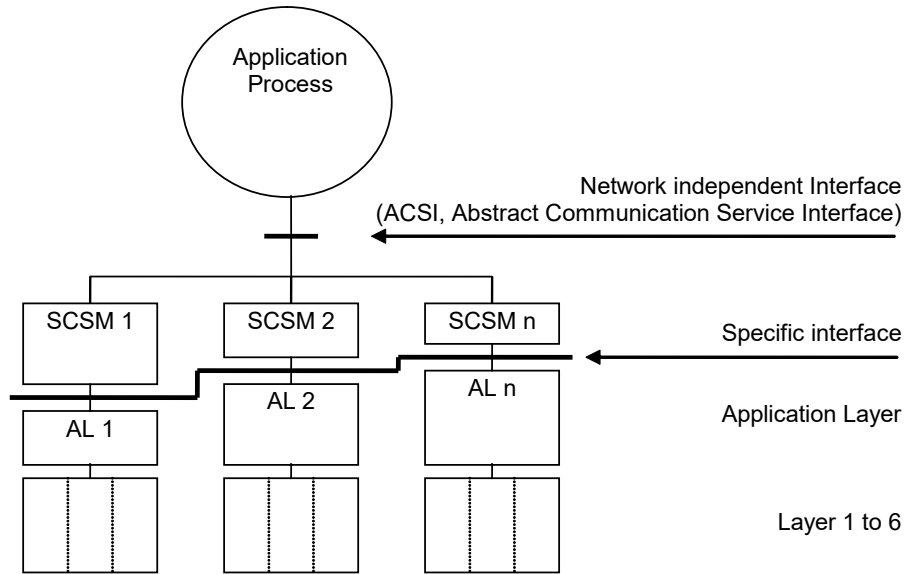 Application
Process
Network independent Interface
(ACSI, Abstract Communication Service Interface)
SCSM 1
SCSM 2
SCSM n
Specific interface
AL 1
AL 2
AL n
Application Layer
Layer 1 to 6